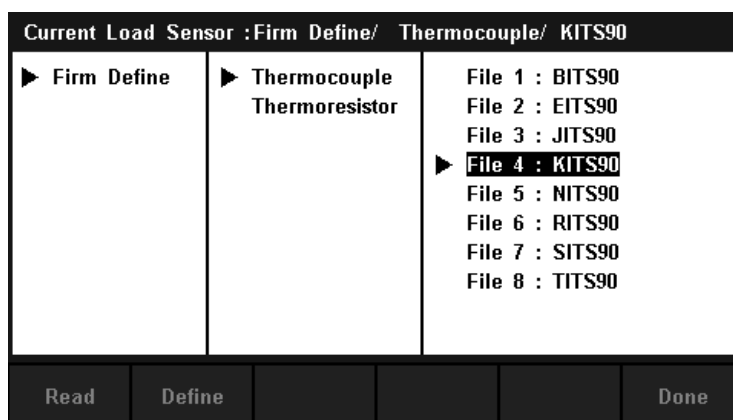 Current Load Sensor :Firm Define/ Thermocouple/ KITS90
Firm Define
Thermocouple
Thermoresistor
File 1 : BITS90
File 2 : EITS90
File 3 : JITS90
File 4 : KITS90
File 5 : NITS90
File 6 : RITS90
File 7 : SITS90
File 8 : TITS90
Read Define Done